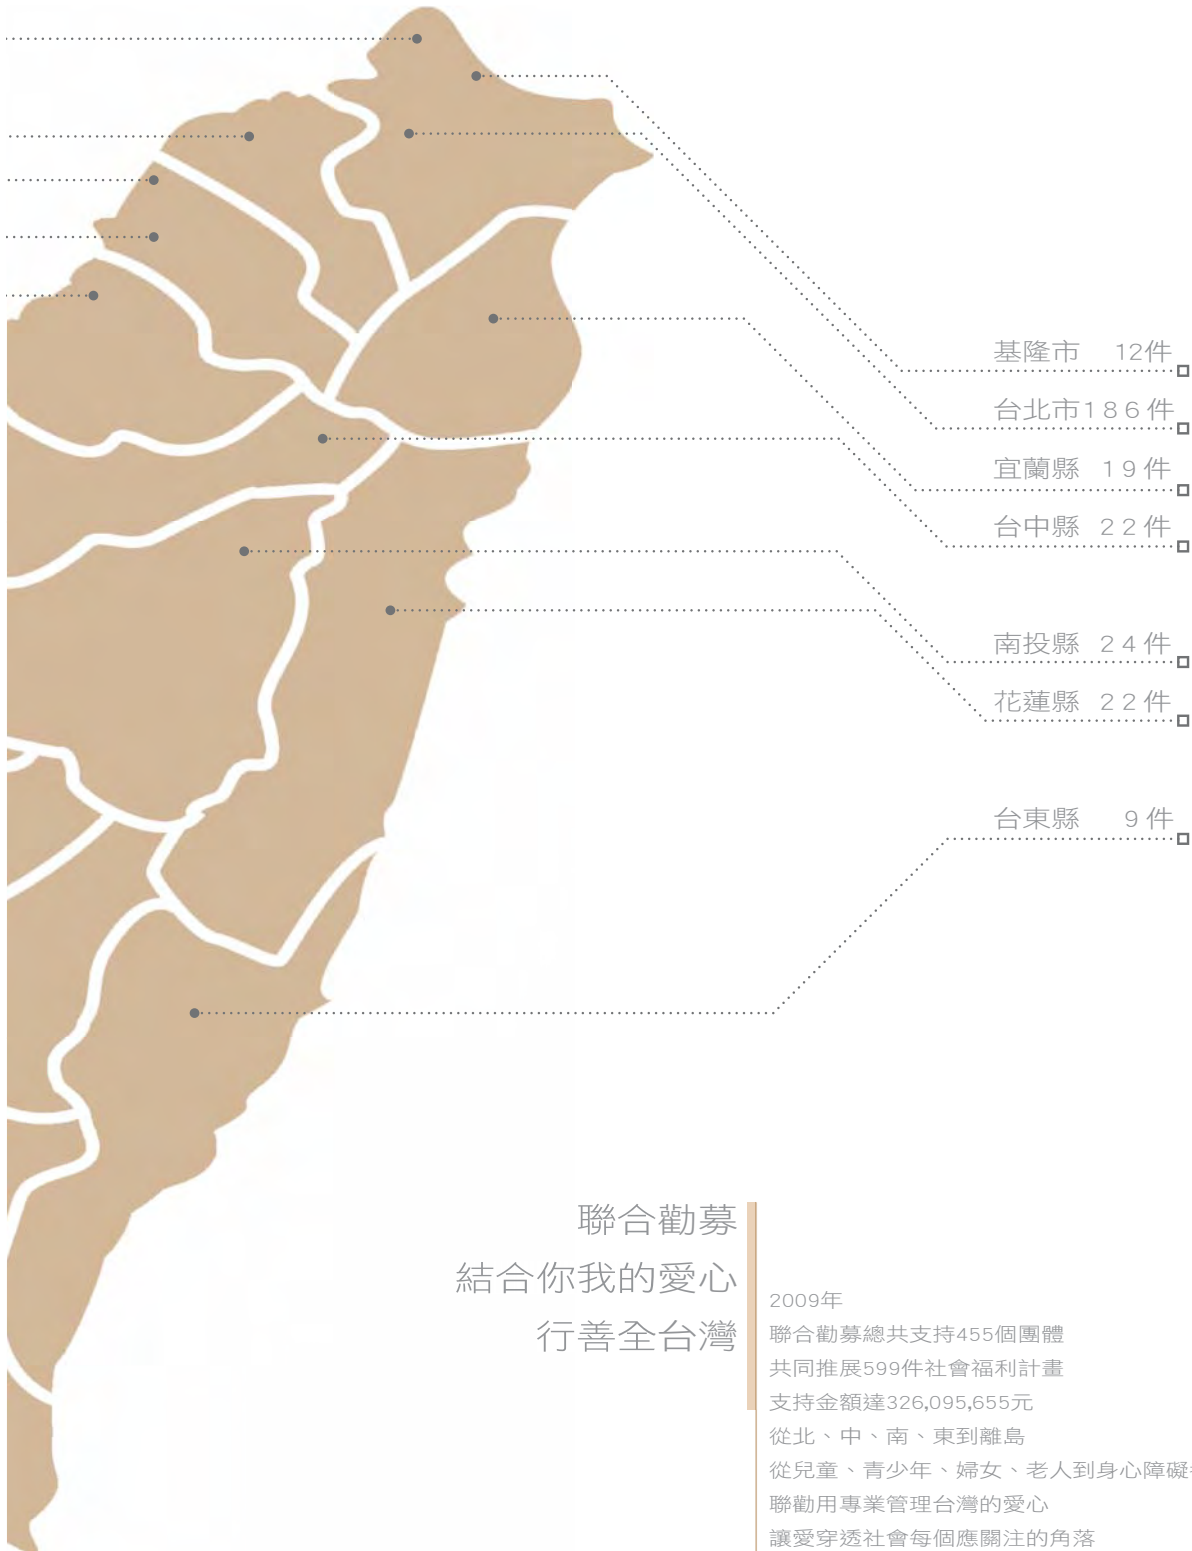 基隆市 12件
台北市186件
宜蘭縣 19件
台中縣 22件
南投縣 24件
花蓮縣 22件
台東縣 9件
聯合勸募
結合你我的愛心
行善全台灣
2009年
聯合勸募總共支持455個團體
共同推展599件社會福利計畫
支持金額達326,095,655元
從北、中、南、東到離島
從兒童、青少年、婦女、老人到身心障礙
聯勸用專業管理台灣的愛心
讓愛穿透社會每個應關注的角落